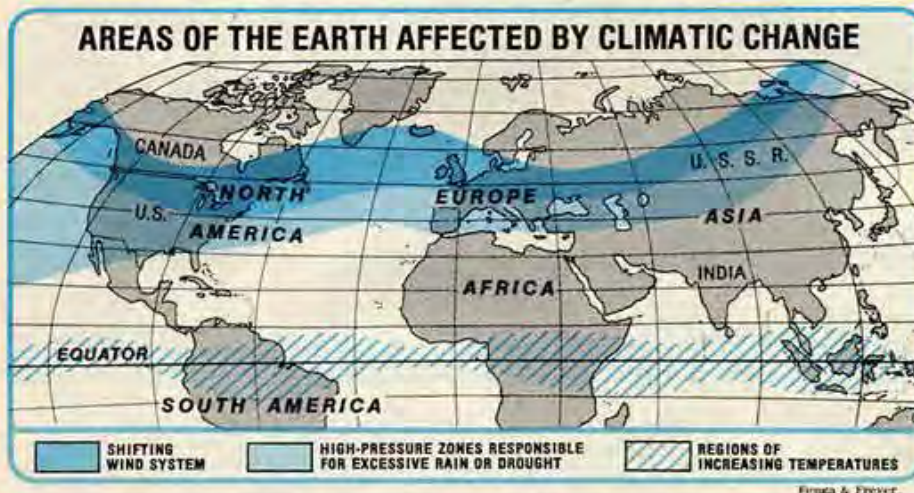 AREAS OF THE EARTH AFFECTED BY CLIMATIC CHANGE
CANADA
NORTH
EUROPE
U. S. S. R.
U.S.
AMERICA
ASIA
AFRICA
INDIA
EQUATOR
SOUTH AMERICA
SHIFTING
WIND SYSTEM
HIGH-PRESSURE ZONES RESPONSIBLE
FOR EXCESSIVE RAIN OR DROUGHT
REGIONS OF
INCREASING TEMPERATURES